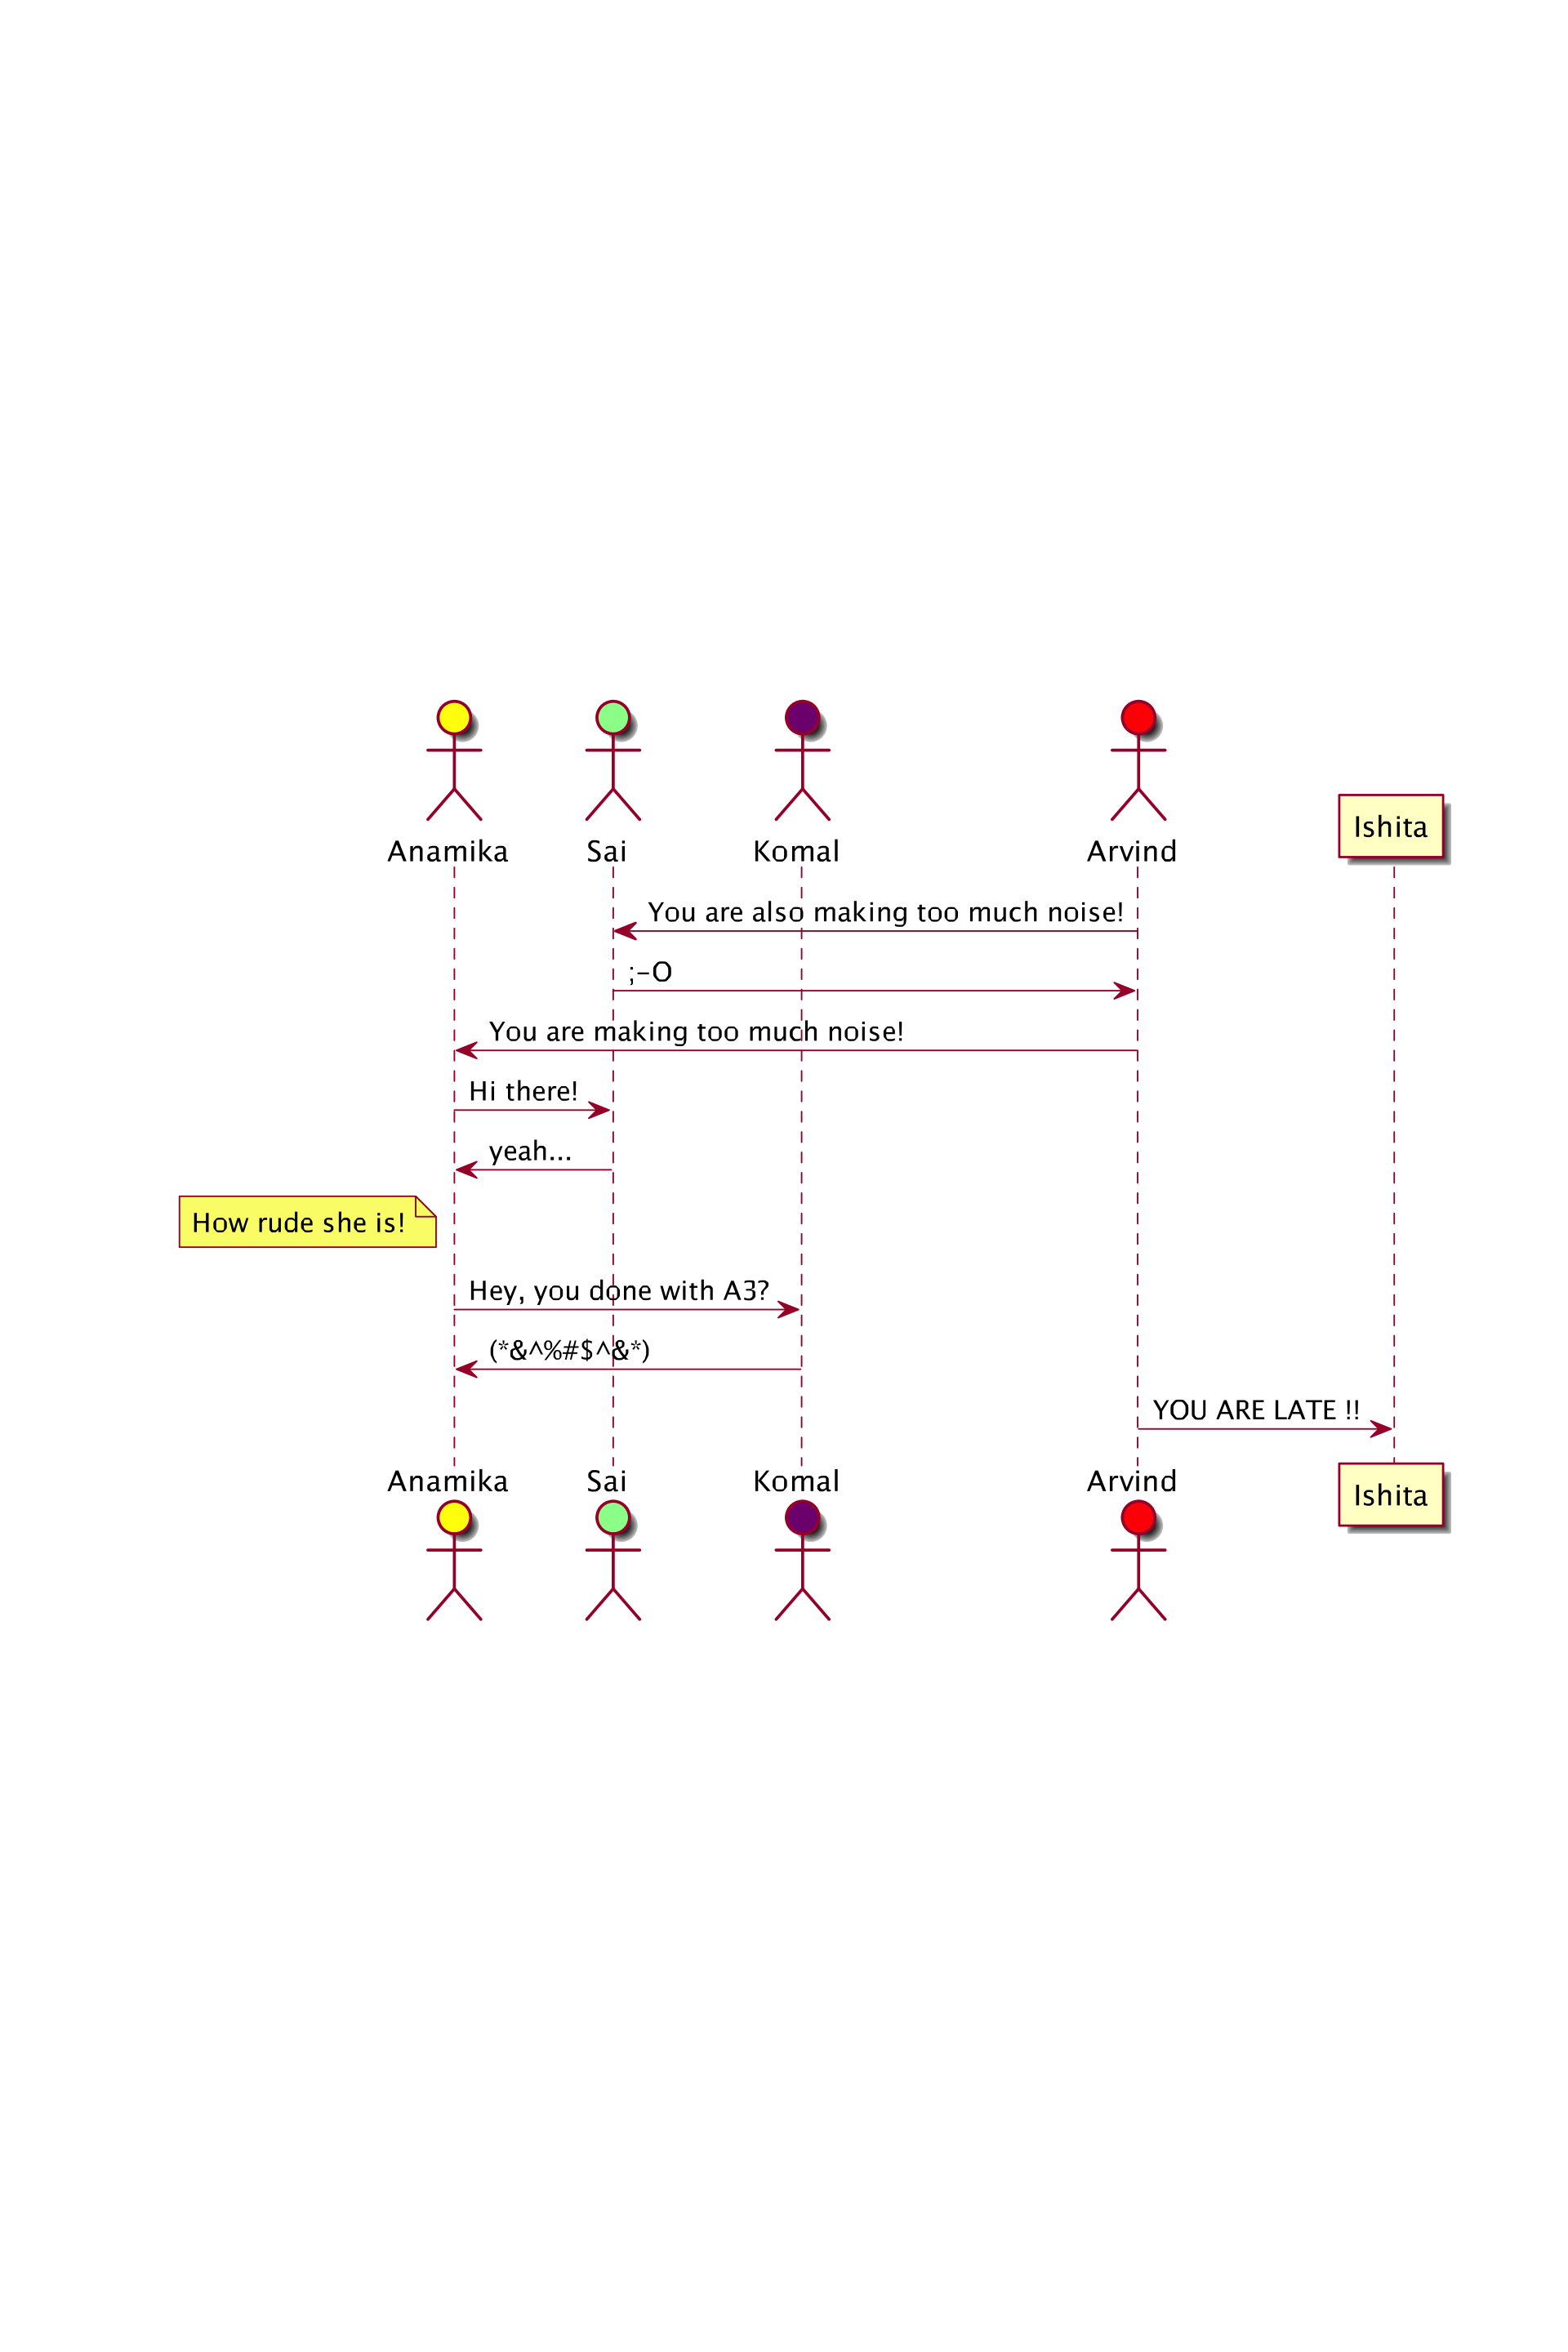 Anamika
Sai
Komal
Arvind
Ishita
You are also making too much noise!
;-O
You are making too much noise!
Hi there!
yeah...
How rude she is!
Hey, you done with A3?
(*&^%#$^&*)
YOU ARE LATE !!
Anamika
Sai
Komal
Arvind
Ishita